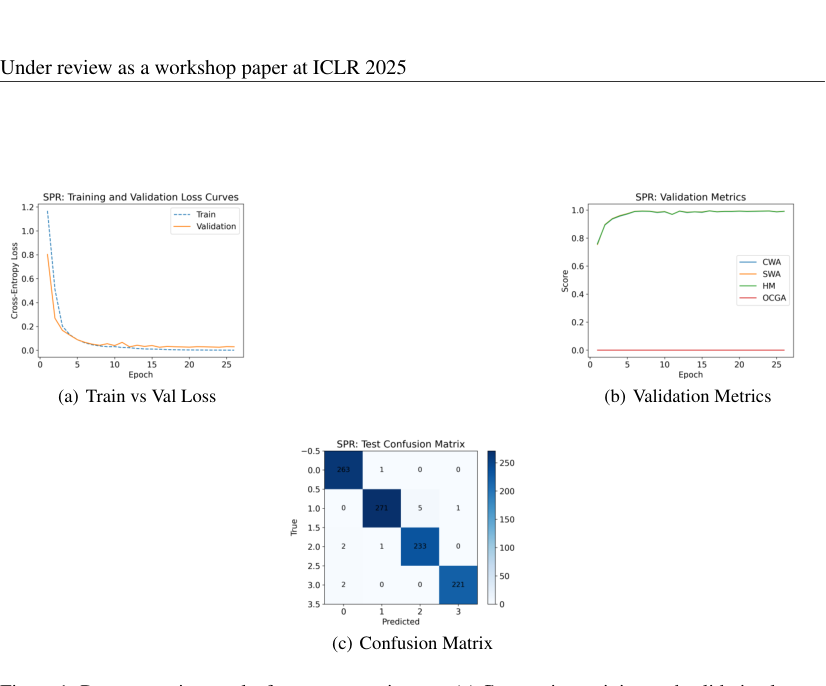 Under review as a workshop paper at ICLR 2025
SPR: Training and Validation Loss Curves
Cross-Entropy Loss
1.2
1.0
0.8
0.6
0.4
0.2
0.0
Train
Validation
0 5 10 15 20 25
Epoch
(a) Train vs Val Loss
SPR: Validation Metrics
Score
1.0
0.8
0.6
0.4
0.2
0.0
CWA
SWA
HM
OCGA
0 5 10 15 20 25
Epoch
(b) Validation Metrics
SPR: Test Confusion Matrix
True
−0.5
0.0
0.5
1.0
1.5
2.0
2.5
3.0
3.5
263 1 0 0
0 271 5 1
2 1 233 0
2 0 0 221
0 1 2 3
Predicted
250
200
150
100
50
0
(c) Confusion Matrix